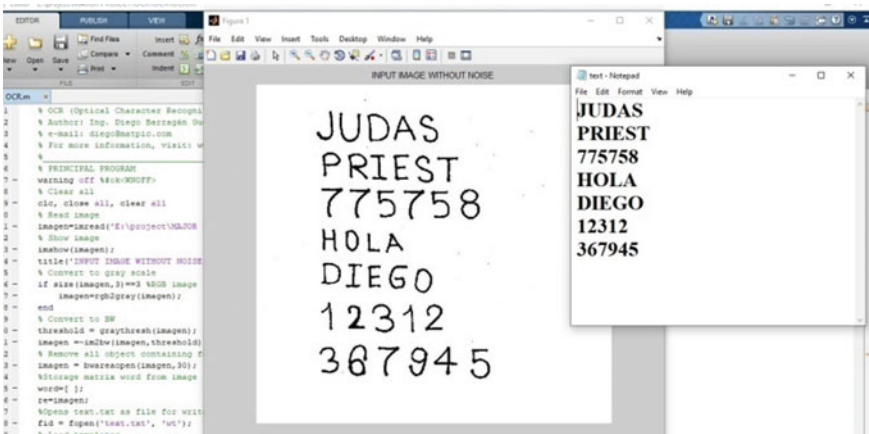 EDITOR PUBLISH VIEW
Find Files Insert
New Open Save Compare Comment
Print Indent
FILE EDIT
OCR.m ×
% OCR (Optical Character Recogni
% Author: Ing. Diego Barragán Gu
% e-mail: diego@matpic.com
% For more information, visit: w
% PRINCIPAL PROGRAM
warning off %#ok<WNOFF>
% Clear all
clc, close all, clear all
% Read image
imagen=imread('E:\project\MAJOR
% Show image
imshow(imagen);
title('INPUT IMAGE WITHOUT NOISE
% Convert to gray scale
if size(imagen,3)==3 %RGB image
imagen=rgb2gray(imagen);
end
% Convert to BW
threshold = graythresh(imagen);
imagen =~im2bw(imagen,threshold)
% Remove all object containing f
imagen = bwareaopen(imagen,30);
%Storage matrix word from image
word=[ ];
re=imagen;
%Opens text.txt as file for writ
fid = fopen('text.txt', 'wt');
% Load templates
Figure 1
File Edit View Insert Tools Desktop Window Help
INPUT IMAGE WITHOUT NOISE
JUDAS
PRIEST
775758
HOLA
DIEGO
12312
367945
text - Notepad
File Edit Format View Help
JUDAS
PRIEST
775758
HOLA
DIEGO
12312
367945